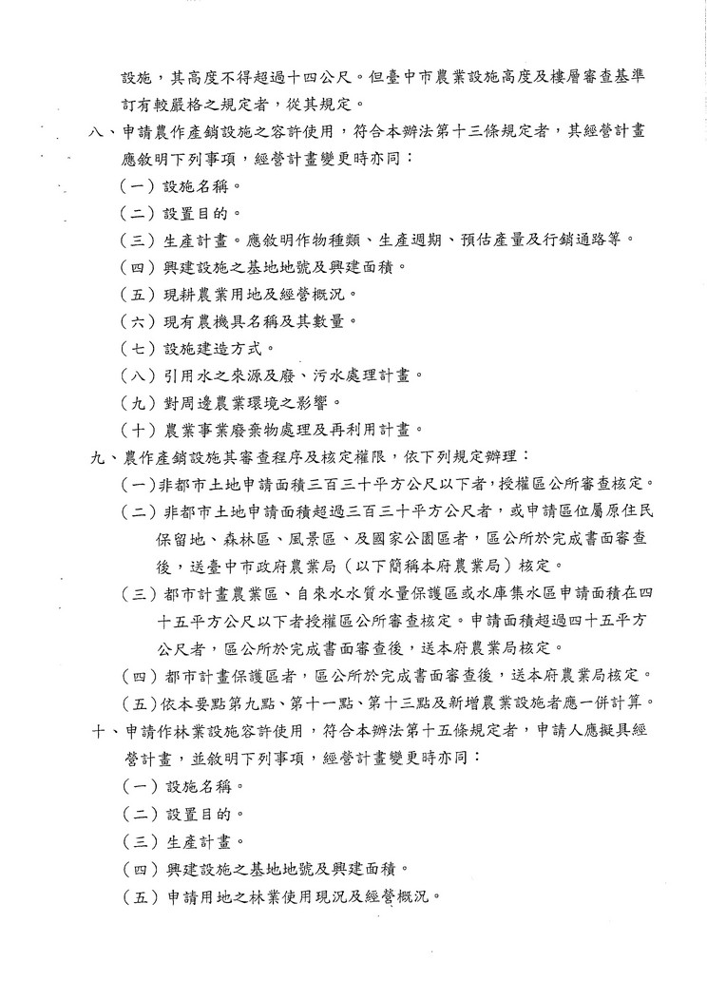 設施，其高度不得超過十四公尺。但臺中市農業設施高度及樓層審查基準
訂有較嚴格之規定者，從其規定。
八、申請農作產銷設施之容許使用，符合本辦法第十三條規定者，其經營計畫
應敘明下列事項，經營計畫變更時亦同：
（一）設施名稱。
（二）設置目的。
（三）生產計畫。應敘明作物種類、生產週期、預估產量及行銷通路等。
（四）興建設施之基地地號及興建面積。
（五）現耕農業用地及經營概況。
（六）現有農機具名稱及其數量。
（七）設施建造方式。
（八）引用水之來源及廢、污水處理計畫。
（九）對周邊農業環境之影響。
（十）農業事業廢棄物處理及再利用計畫。
九、農作產銷設施其審查程序及核定權限，依下列規定辦理：
（一）非都市土地申請面積三百三十平方公尺以下者，授權區公所審查核定。
（二）非都市土地申請面積超過三百三十平方公尺者，或申請區位屬原住民
保留地、森林區、風景區、及國家公園區者，區公所於完成書面審查
後，送臺中市政府農業局（以下簡稱本府農業局）核定。
（三）都市計畫農業區、自來水水質水量保護區或水庫集水區申請面積在四
十五平方公尺以下者授權區公所審查核定。申請面積超過四十五平方
公尺者，區公所於完成書面審查後，送本府農業局核定。
（四）都市計畫保護區者，區公所於完成書面審查後，送本府農業局核定。
（五）依本要點第九點、第十一點、第十三點及新增農業設施者應一併計算。
十、申請作林業設施容許使用，符合本辦法第十五條規定者，申請人應擬具經
營計畫，並敘明下列事項，經營計畫變更時亦同：
（一）設施名稱。
（二）設置目的。
（三）生產計畫。
（四）興建設施之基地地號及興建面積。
（五）申請用地之林業使用現況及經營概況。